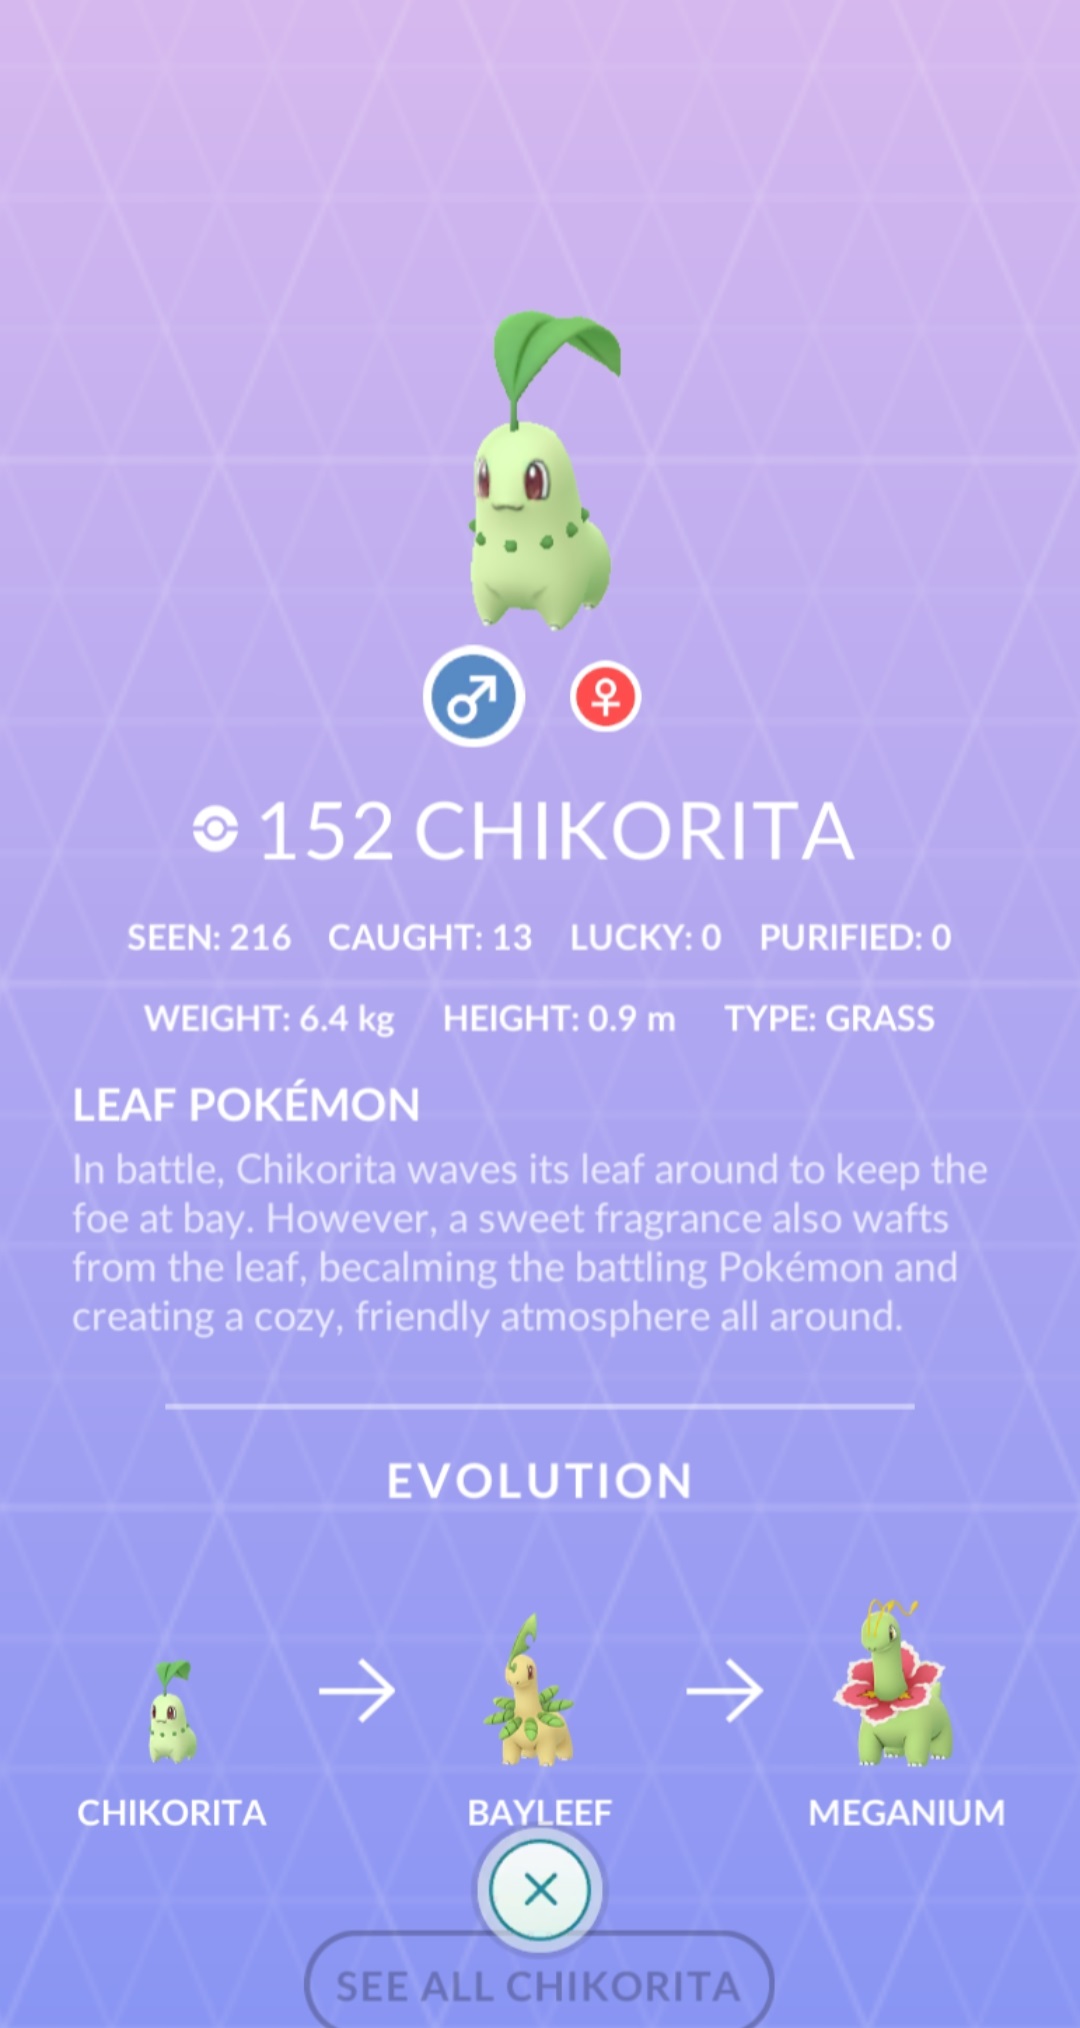 152 CHIKORITA
SEEN: 216 CAUGHT: 13 LUCKY: 0 PURIFIED: 0
WEIGHT: 6.4 kg HEIGHT: 0.9 m TYPE: GRASS
LEAF POKÉMON
In battle, Chikorita waves its leaf around to keep the
foe at bay. However, a sweet fragrance also wafts
from the leaf, becalming the battling Pokémon and
creating a cozy, friendly atmosphere all around.
EVOLUTION
CHIKORITA BAYLEEF MEGANIUM
SEE ALL CHIKORITA